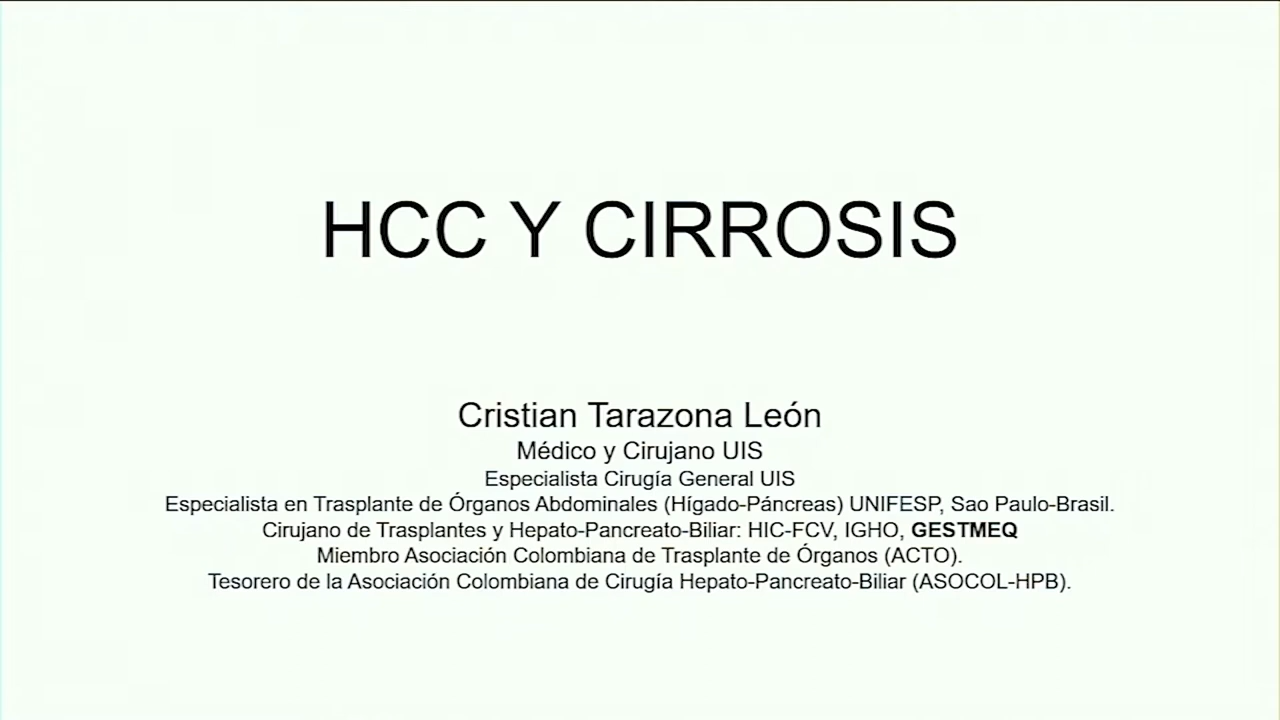 HCC Y CIRROSIS
Cristian Tarazona León
Médico y Cirujano UIS
Especialista Cirugía General UIS
Especialista en Trasplante de Órganos Abdominales (Hígado-Páncreas) UNIFESP, Sao Paulo-Brasil.
Cirujano de Trasplantes y Hepato-Pancreato-Biliar: HIC-FCV, IGHO, GESTMEQ
Miembro Asociación Colombiana de Trasplante de Órganos (ACTO).
Tesorero de la Asociación Colombiana de Cirugía Hepato-Pancreato-Biliar (ASOCOL-HPB).